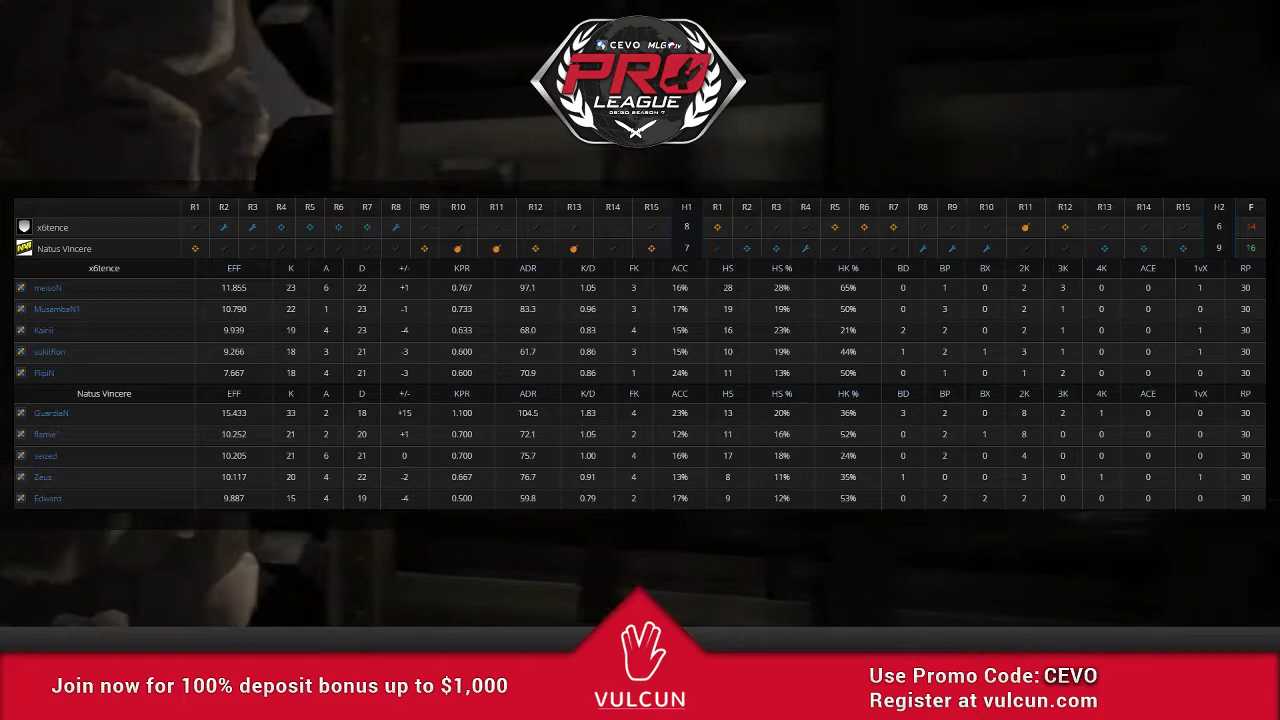 CEVO MLG.tv
PRO
LEAGUE
CS:GO SEASON 7
R1 R2 R3 R4 R5 R6 R7 R8 R9 R10 R11 R12 R13 R14 R15 H1 R1 R2 R3 R4 R5 R6 R7 R8 R9 R10 R11 R12 R13 R14 R15 H2 F
x6tence 8 6 14
Natus Vincere 7 9 16
x6tence EFF K A D +/- KPR ADR K/D FK ACC HS HS % HK % BD BP BX 2K 3K 4K ACE 1vX RP
meisoN 11.855 23 6 22 +1 0.767 97.1 1.05 3 16% 28 28% 65% 0 1 0 2 3 0 0 1 30
MusambaN1 10.790 22 1 23 -1 0.733 83.3 0.96 3 17% 19 19% 50% 0 3 0 2 1 0 0 0 30
Kairiii 9.939 19 4 23 -4 0.633 68.0 0.83 4 15% 16 23% 21% 2 2 0 2 1 0 0 1 30
sukitRon 9.266 18 3 21 -3 0.600 61.7 0.86 3 15% 10 19% 44% 1 2 1 3 1 0 0 1 30
FlipiN 7.667 18 4 21 -3 0.600 70.9 0.86 1 24% 11 13% 50% 0 1 0 1 2 0 0 0 30
Natus Vincere EFF K A D +/- KPR ADR K/D FK ACC HS HS % HK % BD BP BX 2K 3K 4K ACE 1vX RP
GuardiaN 15.433 33 2 18 +15 1.100 104.5 1.83 4 23% 13 20% 36% 3 2 0 8 2 1 0 0 30
flamie` 10.252 21 2 20 +1 0.700 72.1 1.05 2 12% 11 16% 52% 0 2 1 8 0 0 0 0 30
seized 10.205 21 6 21 0 0.700 75.7 1.00 4 16% 17 18% 24% 0 2 0 4 0 0 0 0 30
Zeus 10.117 20 4 22 -2 0.667 76.7 0.91 4 13% 8 11% 35% 1 0 0 3 0 1 0 1 30
Edward 9.887 15 4 19 -4 0.500 59.8 0.79 2 17% 9 12% 53% 0 2 2 2 0 0 0 0 30
Join now for 100% deposit bonus up to $1,000
VULCUN
Use Promo Code: CEVO
Register at vulcun.com